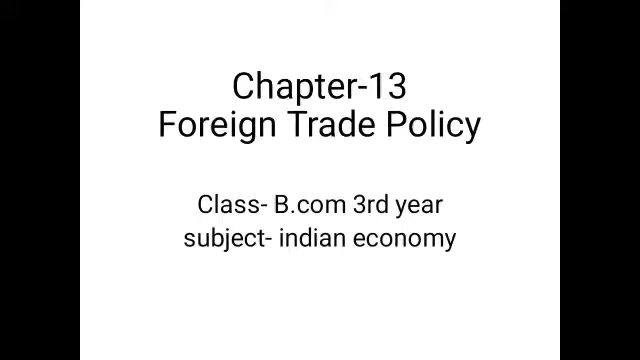 Chapter-13
Foreign Trade Policy
Class- B.com 3rd year
subject- indian economy